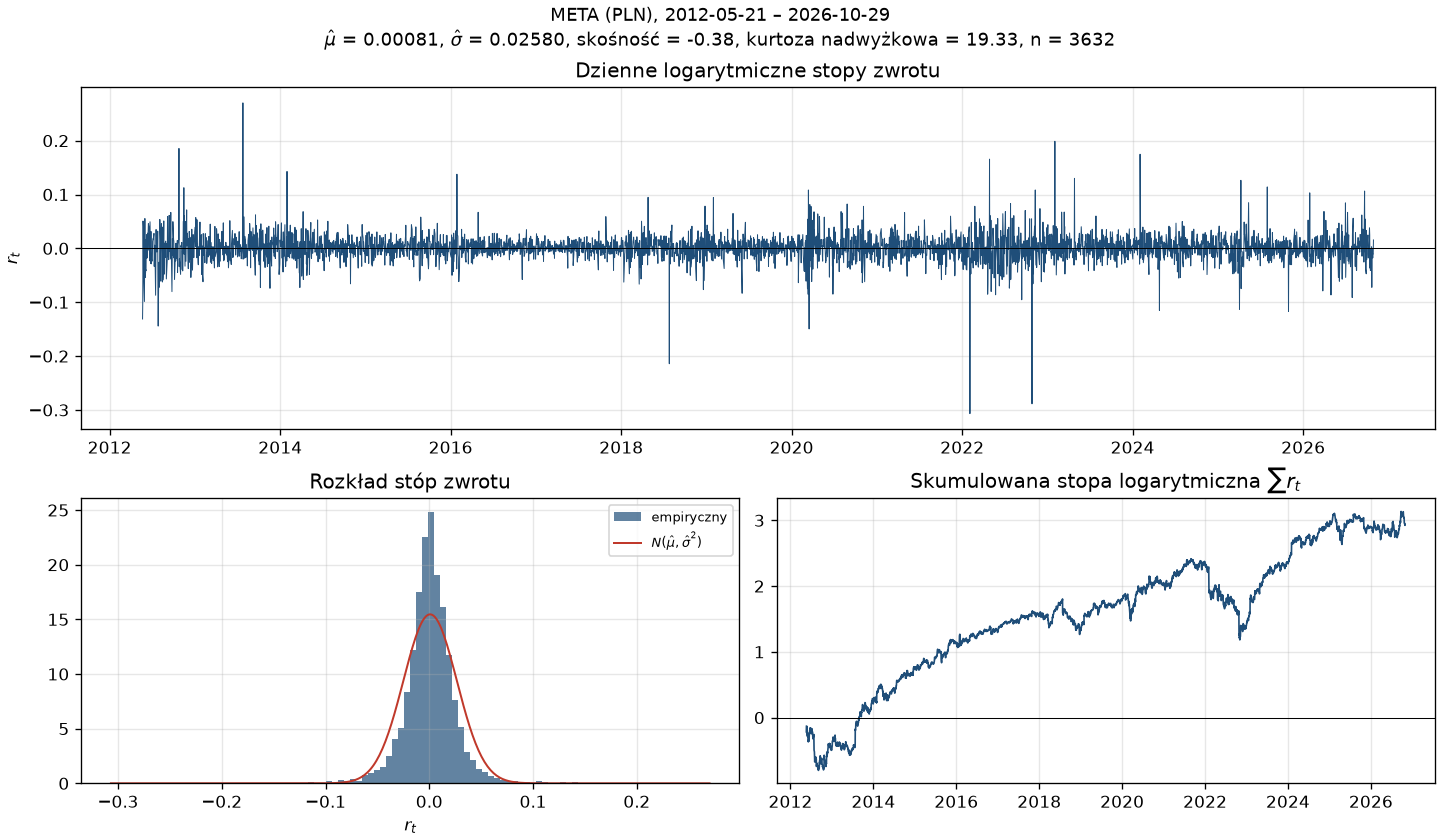 META (PLN), 2012-05-21 – 2026-10-29
μ̂ = 0.00081, σ̂ = 0.02580, skośność = -0.38, kurtoza nadwyżkowa = 19.33, n = 3632
Dzienne logarytmiczne stopy zwrotu
r_t
0.2
0.1
0.0
−0.1
−0.2
−0.3
2012 2014 2016 2018 2020 2022 2024 2026
Rozkład stóp zwrotu
25
20
15
10
5
0
empiryczny
N(μ̂, σ̂²)
−0.3 −0.2 −0.1 0.0 0.1 0.2
r_t
Skumulowana stopa logarytmiczna ∑r_t
3
2
1
0
2012 2014 2016 2018 2020 2022 2024 2026